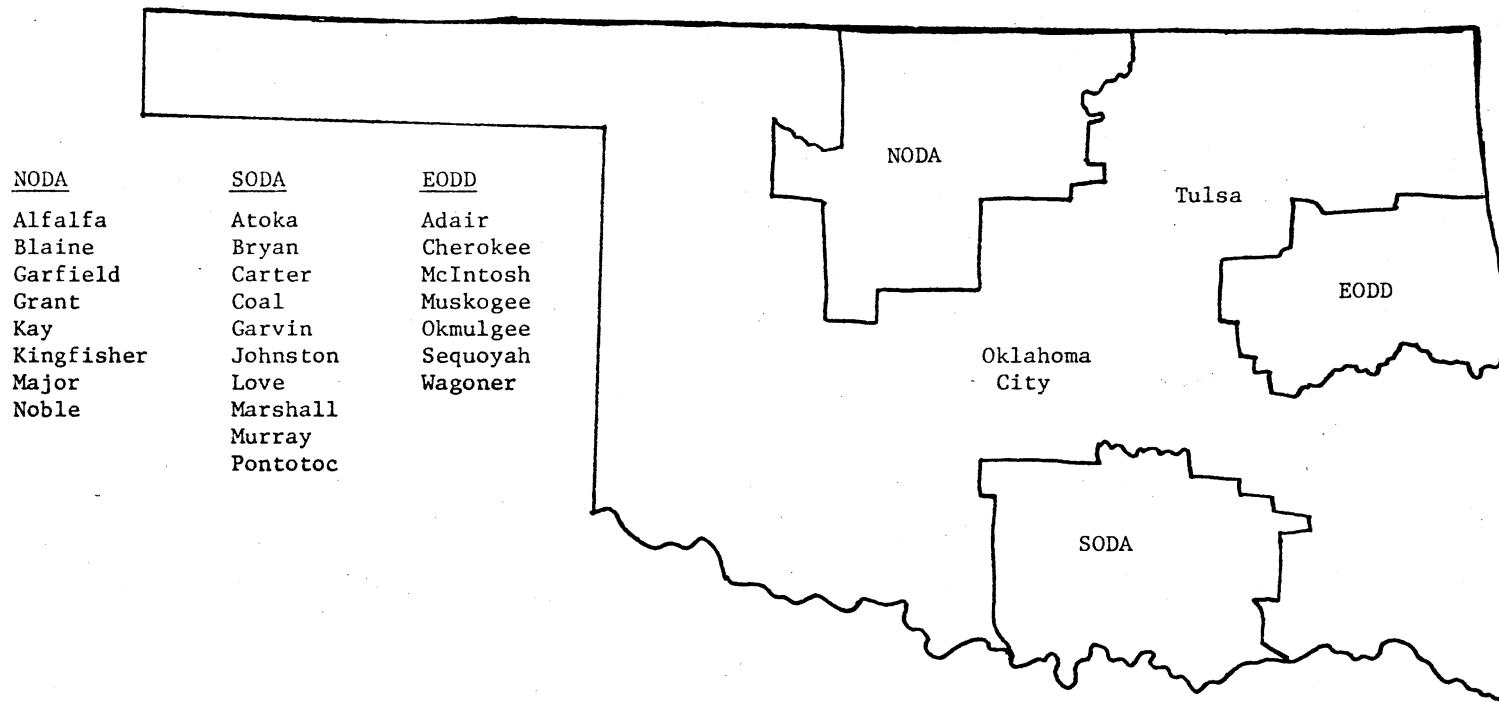 NODA
Alfalfa
Blaine
Garfield
Grant
Kay
Kingfisher
Major
Noble
SODA
Atoka
Bryan
Carter
Coal
Garvin
Johnston
Love
Marshall
Murray
Pontotoc
EODD
Adair
Cherokee
McIntosh
Muskogee
Okmulgee
Sequoyah
Wagoner
NODA
Tulsa
EODD
Oklahoma
City
SODA